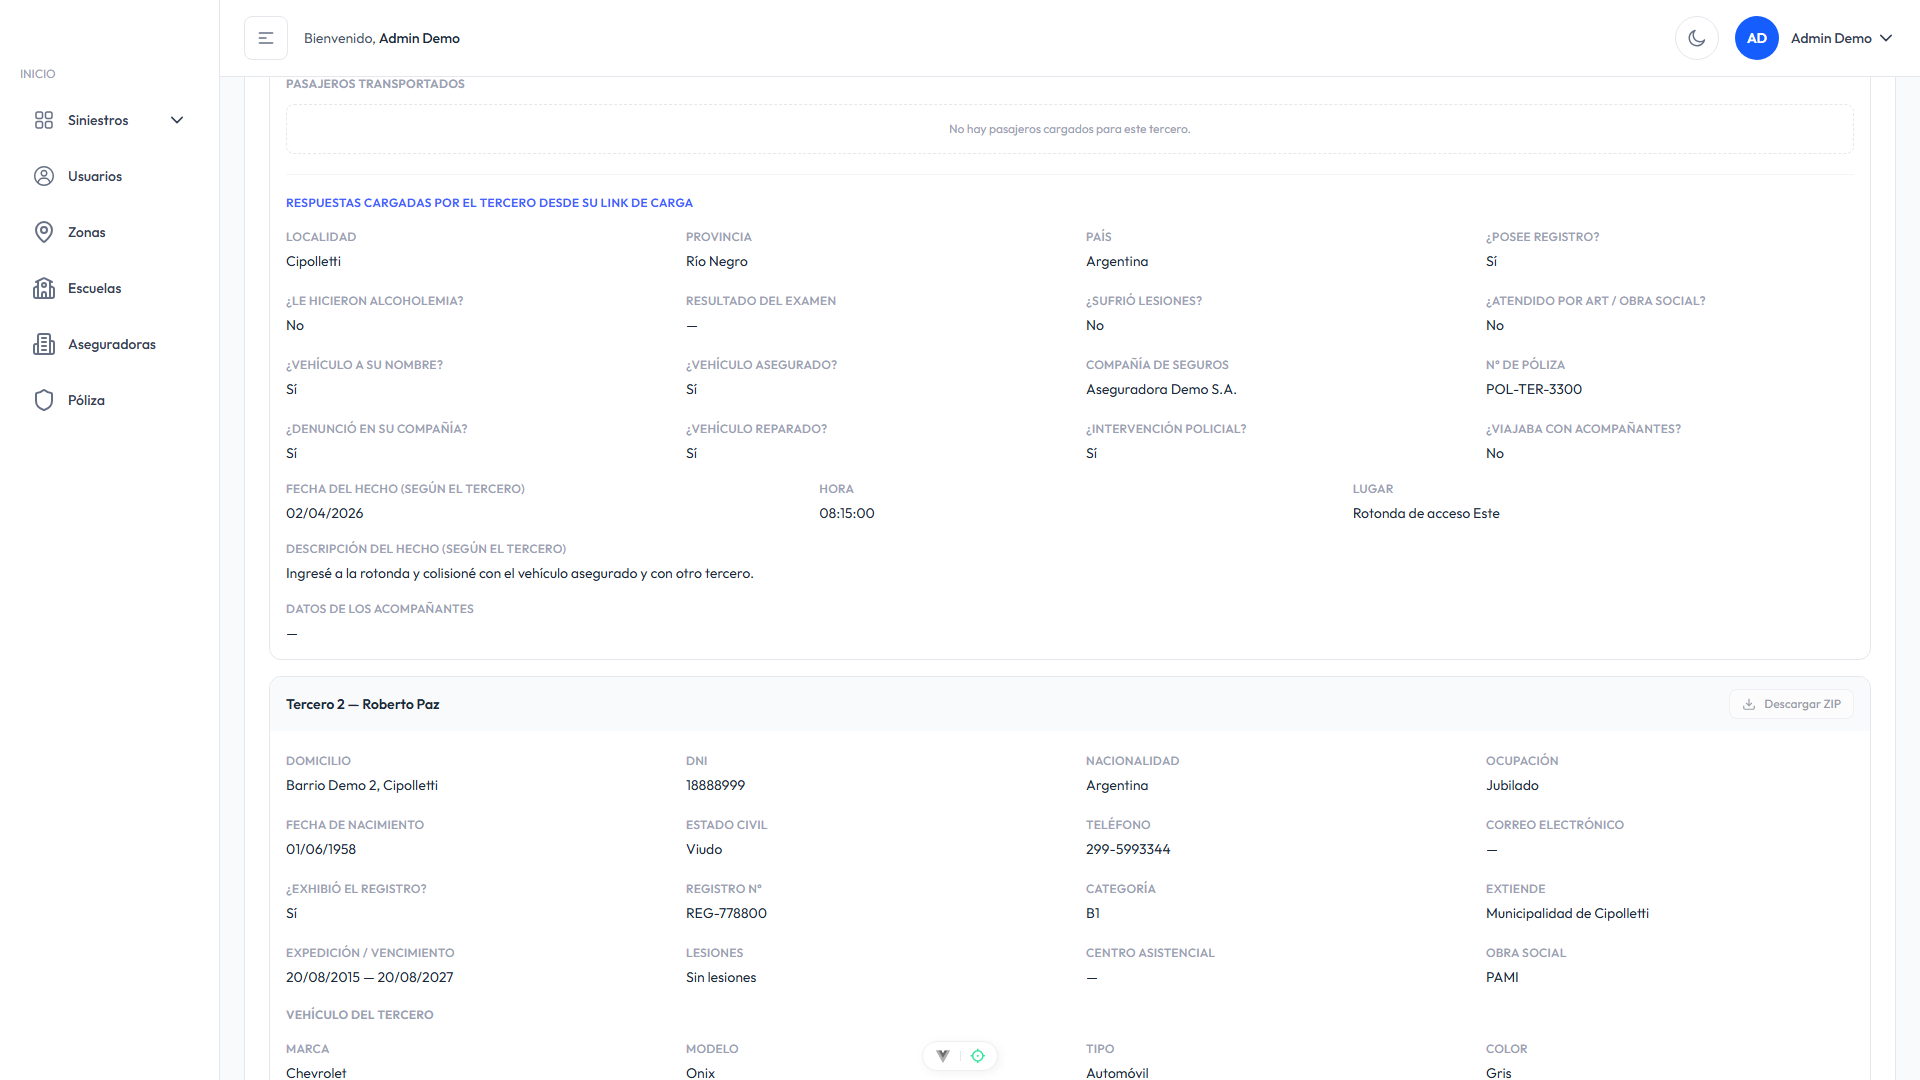 Bienvenido, Admin Demo
AD
Admin Demo
INICIO
Siniestros
Usuarios
Zonas
Escuelas
Aseguradoras
Póliza
PASAJEROS TRANSPORTADOS
No hay pasajeros cargados para este tercero.
RESPUESTAS CARGADAS POR EL TERCERO DESDE SU LINK DE CARGA
LOCALIDAD PROVINCIA PAÍS ¿POSEE REGISTRO?
Cipolletti Río Negro Argentina Sí
¿LE HICIERON ALCOHOLEMIA? RESULTADO DEL EXAMEN ¿SUFRIÓ LESIONES? ¿ATENDIDO POR ART / OBRA SOCIAL?
No — No No
¿VEHÍCULO A SU NOMBRE? ¿VEHÍCULO ASEGURADO? COMPAÑÍA DE SEGUROS N° DE PÓLIZA
Sí Sí Aseguradora Demo S.A. POL-TER-3300
¿DENUNCIÓ EN SU COMPAÑÍA? ¿VEHÍCULO REPARADO? ¿INTERVENCIÓN POLICIAL? ¿VIAJABA CON ACOMPAÑANTES?
Sí Sí Sí No
FECHA DEL HECHO (SEGÚN EL TERCERO) HORA LUGAR
02/04/2026 08:15:00 Rotonda de acceso Este
DESCRIPCIÓN DEL HECHO (SEGÚN EL TERCERO)
Ingresé a la rotonda y colisioné con el vehículo asegurado y con otro tercero.
DATOS DE LOS ACOMPAÑANTES
—
Tercero 2 — Roberto Paz
Descargar ZIP
DOMICILIO DNI NACIONALIDAD OCUPACIÓN
Barrio Demo 2, Cipolletti 18888999 Argentina Jubilado
FECHA DE NACIMIENTO ESTADO CIVIL TELÉFONO CORREO ELECTRÓNICO
01/06/1958 Viudo 299-5993344 —
¿EXHIBIÓ EL REGISTRO? REGISTRO N° CATEGORÍA EXTIENDE
Sí REG-778800 B1 Municipalidad de Cipolletti
EXPEDICIÓN / VENCIMIENTO LESIONES CENTRO ASISTENCIAL OBRA SOCIAL
20/08/2015 — 20/08/2027 Sin lesiones — PAMI
VEHÍCULO DEL TERCERO
MARCA MODELO TIPO COLOR
Chevrolet Onix Automóvil Gris